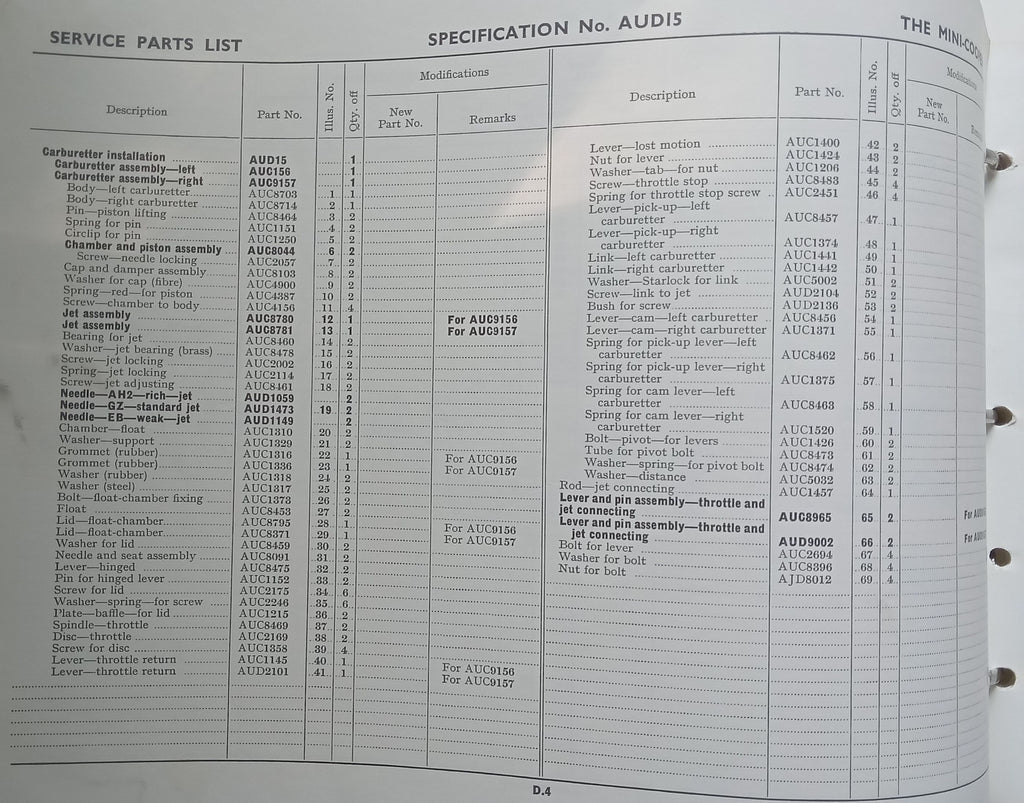 SERVICE PARTS LIST
SPECIFICATION No. AUD15
THE MINI-COO
Description Part No. Illus. No. Qty. off Modifications
New Part No. Remarks
Carburetter installation AUD15 1
Carburetter assembly—left AUC156 1
Carburetter assembly—right AUC9157 1
Body—left carburetter AUC8703 1 1
Body—right carburetter AUC8714 2 1
Pin—piston lifting AUC8464 3 2
Spring for pin AUC1151 4 2
Circlip for pin AUC1250 5 2
Chamber and piston assembly AUC8044 6 2
Screw—needle locking AUC2057 7 2
Cap and damper assembly AUC8103 8 2
Washer for cap (fibre) AUC4900 9 2
Spring—red—for piston AUC4387 10 2
Screw—chamber to body AUC4156 11 4
Jet assembly AUC8780 12 1 For AUC9156
Jet assembly AUC8781 13 1 For AUC9157
Bearing for jet AUC8460 14 2
Washer—jet bearing (brass) AUC8478 15 2
Screw—jet locking AUC2002 16 2
Spring—jet locking AUC2114 17 2
Screw—jet adjusting AUC8461 18 2
Needle—AH2—rich—jet AUD1059 2
Needle—GZ—standard jet AUD1473 19 2
Needle—EB—weak—jet AUD1149 2
Chamber—float AUC1310 20 2
Washer—support AUC1329 21 2
Grommet (rubber) AUC1316 22 1 For AUC9156
Grommet (rubber) AUC1336 23 1 For AUC9157
Washer (rubber) AUC1318 24 2
Washer (steel) AUC1317 25 2
Bolt—float-chamber fixing AUC1373 26 2
Float AUC8453 27 2
Lid—float-chamber AUC8795 28 1 For AUC9156
Lid—float-chamber AUC8371 29 1 For AUC9157
Washer for lid AUC8459 30 2
Needle and seat assembly AUC8091 31 2
Lever—hinged AUC8475 32 2
Pin for hinged lever AUC1152 33 2
Screw for lid AUC2175 34 6
Washer—spring—for screw AUC2246 35 6
Plate—baffle—for lid AUC1215 36 2
Spindle—throttle AUC8469 37 2
Disc—throttle AUC2169 38 2
Screw for disc AUC1358 39 4
Lever—throttle return AUC1145 40 1 For AUC9156
Lever—throttle return AUD2101 41 1 For AUC9157
Description Part No. Illus. No. Qty. off
New Part No.
Lever—lost motion AUC1400 42 2
Nut for lever AUC1424 43 2
Washer—tab—for nut AUC1206 44 2
Screw—throttle stop AUC8483 45 4
Spring for throttle stop screw AUC2451 46 4
Lever—pick-up—left
carburetter AUC8457 47 1
Lever—pick-up—right
carburetter AUC1374 48 1
Link—left carburetter AUC1441 49 1
Link—right carburetter AUC1442 50 1
Washer—Starlock for link AUC5002 51 2
Screw—link to jet AUD2104 52 2
Bush for screw AUD2136 53 2
Lever—cam—left carburetter AUC8456 54 1
Lever—cam—right carburetter AUC1371 55 1
Spring for pick-up lever—left
carburetter AUC8462 56 1
Spring for pick-up lever—right
carburetter AUC1375 57 1
Spring for cam lever—left
carburetter AUC8463 58 1
Spring for cam lever—right
carburetter AUC1520 59 1
Bolt—pivot—for levers AUC1426 60 2
Tube for pivot bolt AUC8473 61 2
Washer—spring—for pivot bolt AUC8474 62 2
Washer—distance AUC5032 63 2
Rod—jet connecting AUC1457 64 1
Lever and pin assembly—throttle and
jet connecting AUC8965 65 2 For
Lever and pin assembly—throttle and
jet connecting AUD9002 66 2 For
Bolt for lever AUC2694 67 4
Washer for bolt AUC8396 68 4
Nut for bolt AJD8012 69 4
D.4